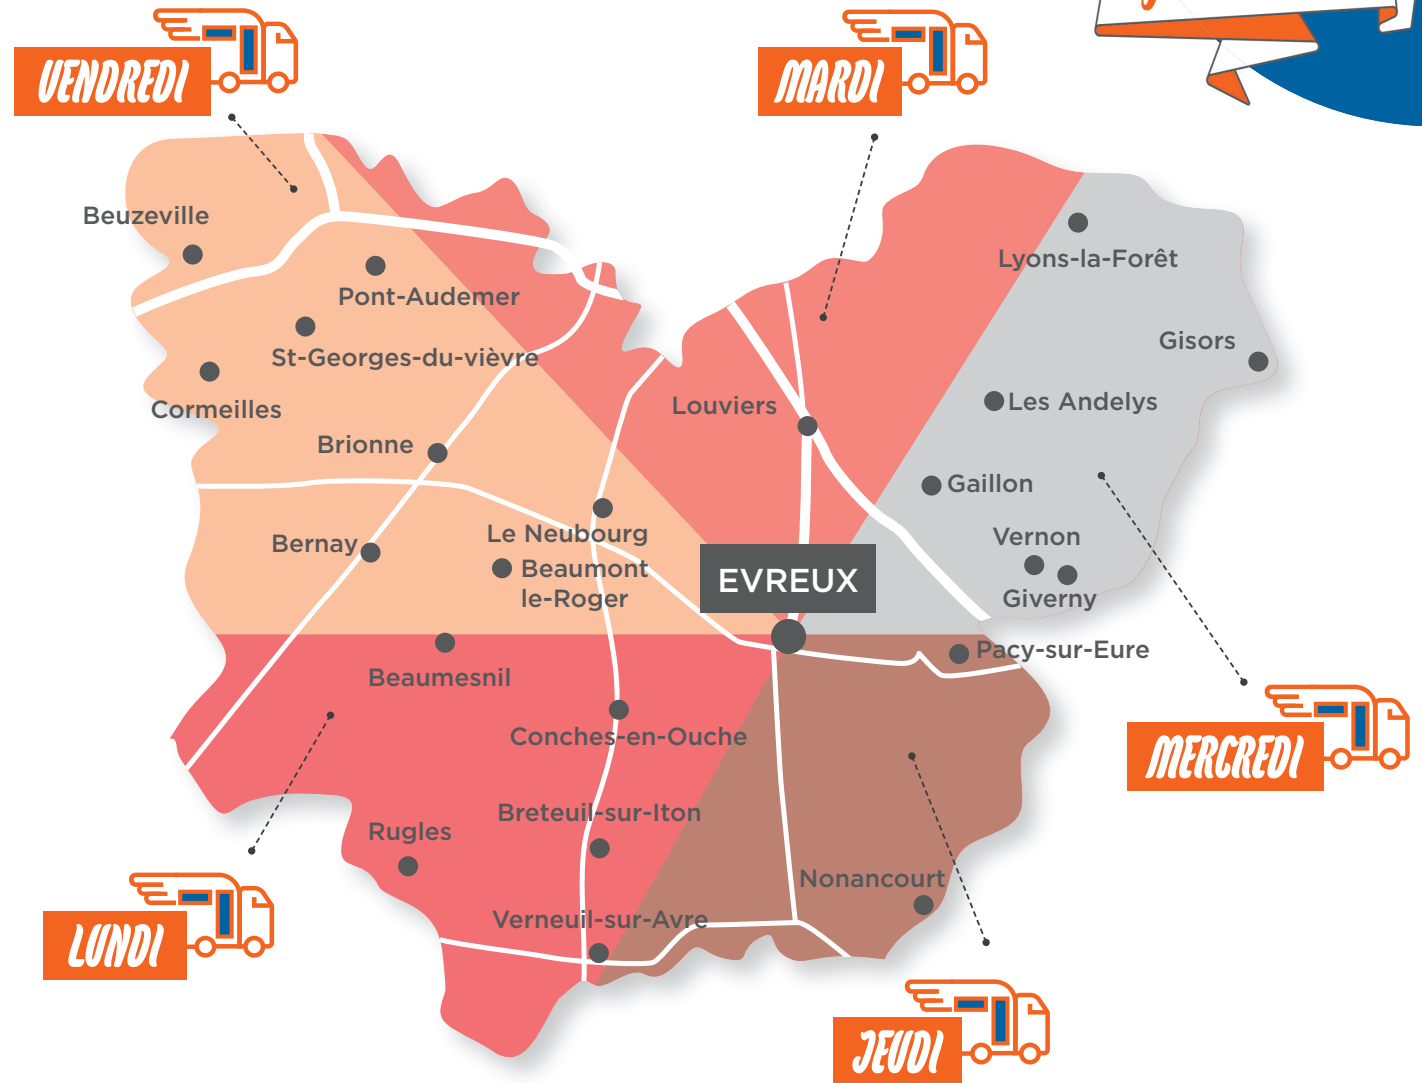 VENDREDI
MARDI
Beuzeville
Pont-Audemer
Lyons-la-Forêt
St-Georges-du-vièvre
Gisors
Cormeilles
Louviers
Les Andelys
Brionne
Gaillon
Bernay
Le Neubourg
Vernon
Beaumont
le-Roger
EVREUX
Giverny
Beaumesnil
Pacy-sur-Eure
Conches-en-Ouche
MERCREDI
Breteuil-sur-Iton
Rugles
Nonancourt
Verneuil-sur-Avre
LUNDI
JEUDI